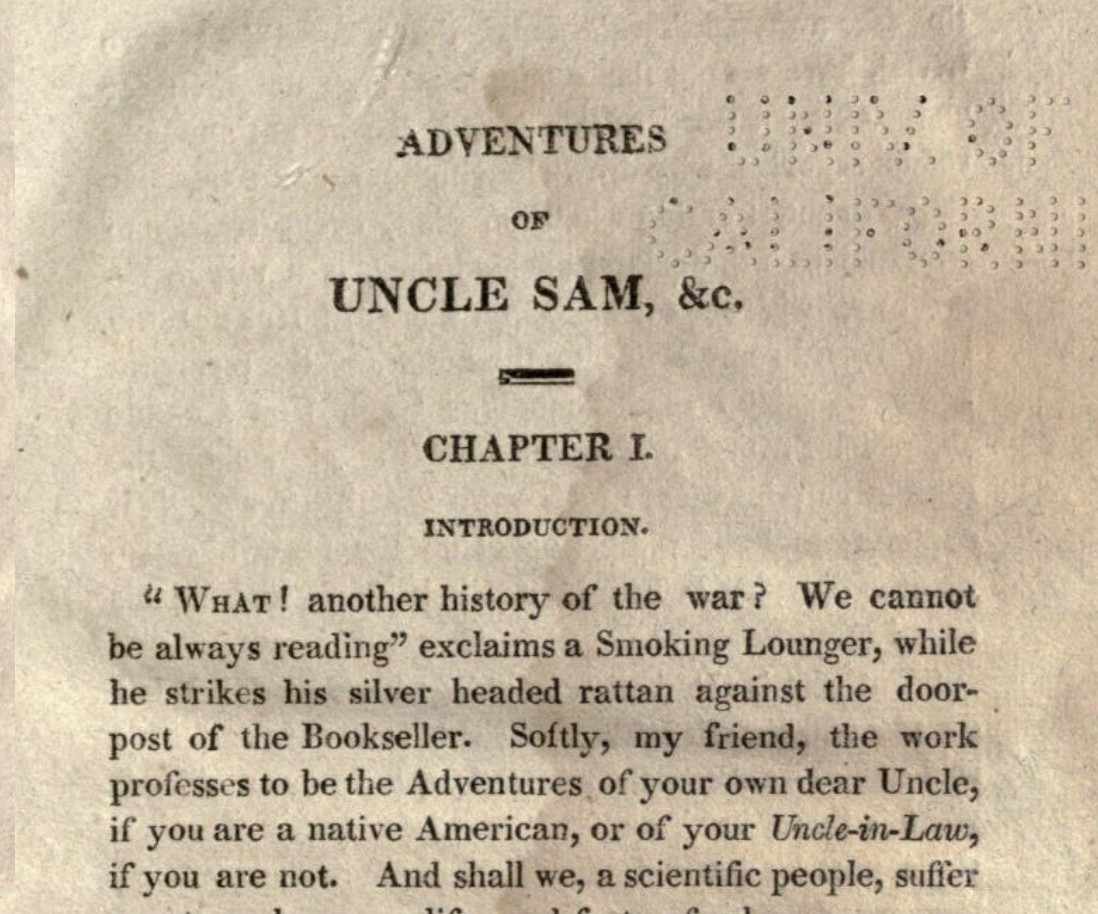 UNIV. OF
CALIFORNI
ADVENTURES
OF
UNCLE SAM, &c.
CHAPTER I.
INTRODUCTION.
“ WHAT! another history of the war? We cannot
be always reading” exclaims a Smoking Lounger, while
he strikes his silver headed rattan against the door-
post of the Bookseller. Softly, my friend, the work
professes to be the Adventures of your own dear Uncle,
if you are a native American, or of your Uncle-in-Law,
if you are not. And shall we, a scientific people, suffer